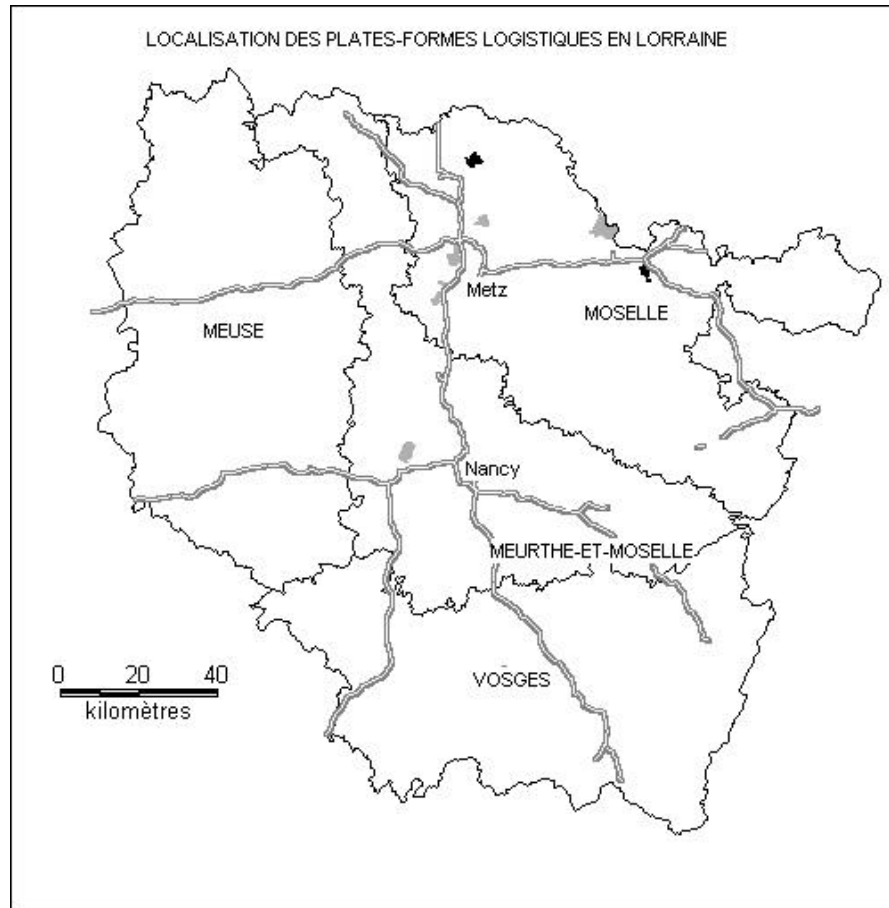 LOCALISATION DES PLATES-FORMES LOGISTIQUES EN LORRAINE
Metz
MOSELLE
MEUSE
Nancy
MEURTHE-ET-MOSELLE
VOSGES
0 20 40
kilomètres